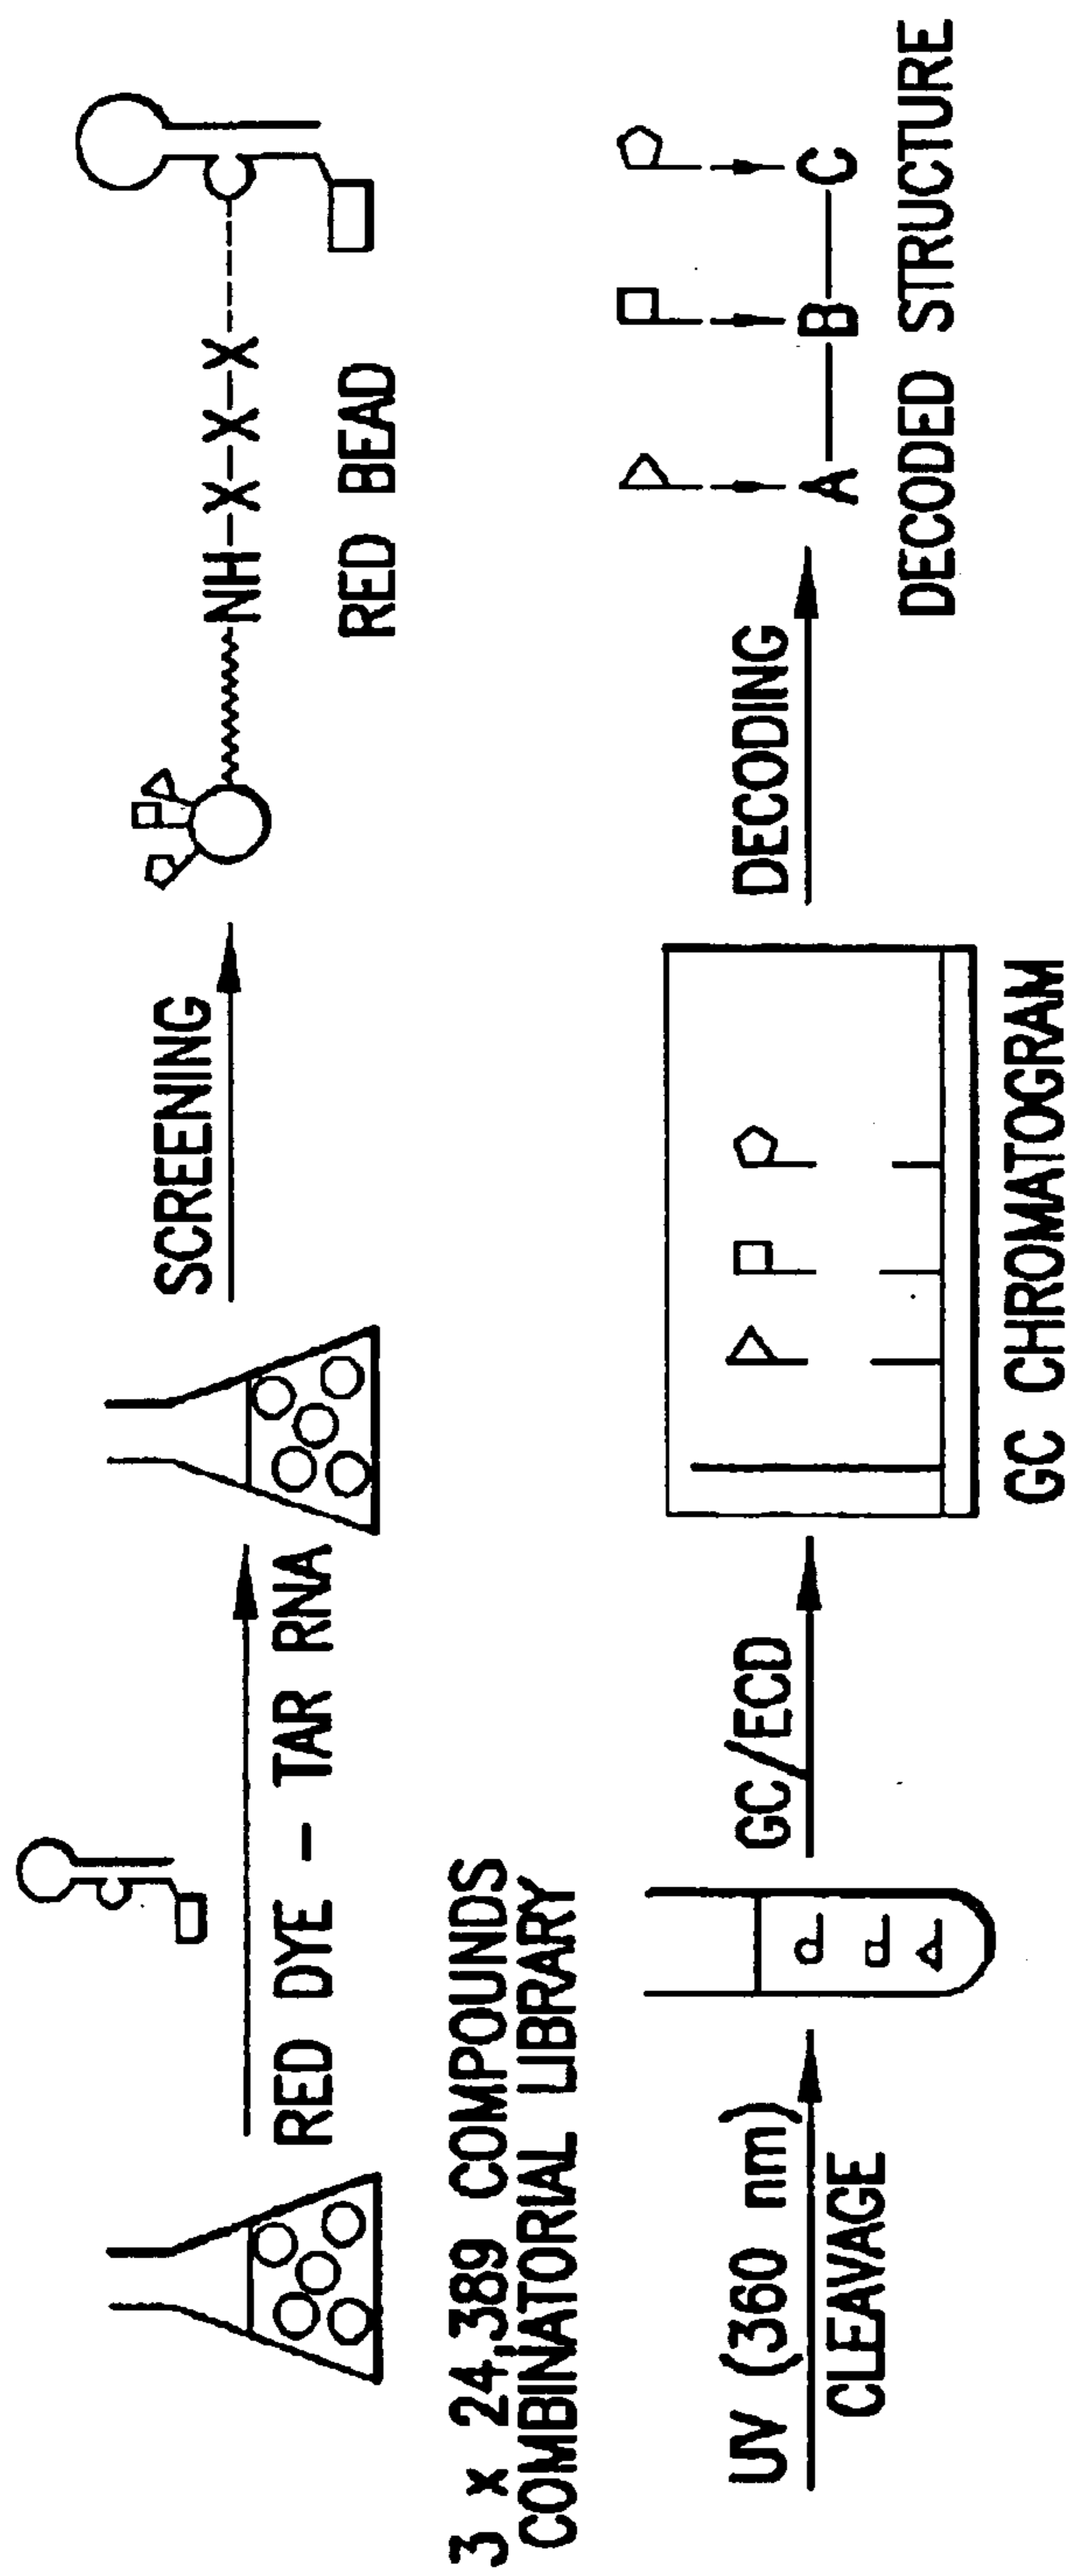 RED DYE - TAR RNA
SCREENING
NH-X-X-X
RED BEAD
3 x 24,389 COMPOUNDS
COMBINATORIAL LIBRARY
UV (360 nm)
CLEAVAGE
GC/ECD
GC CHROMATOGRAM
DECODING
A B C
DECODED STRUCTURE